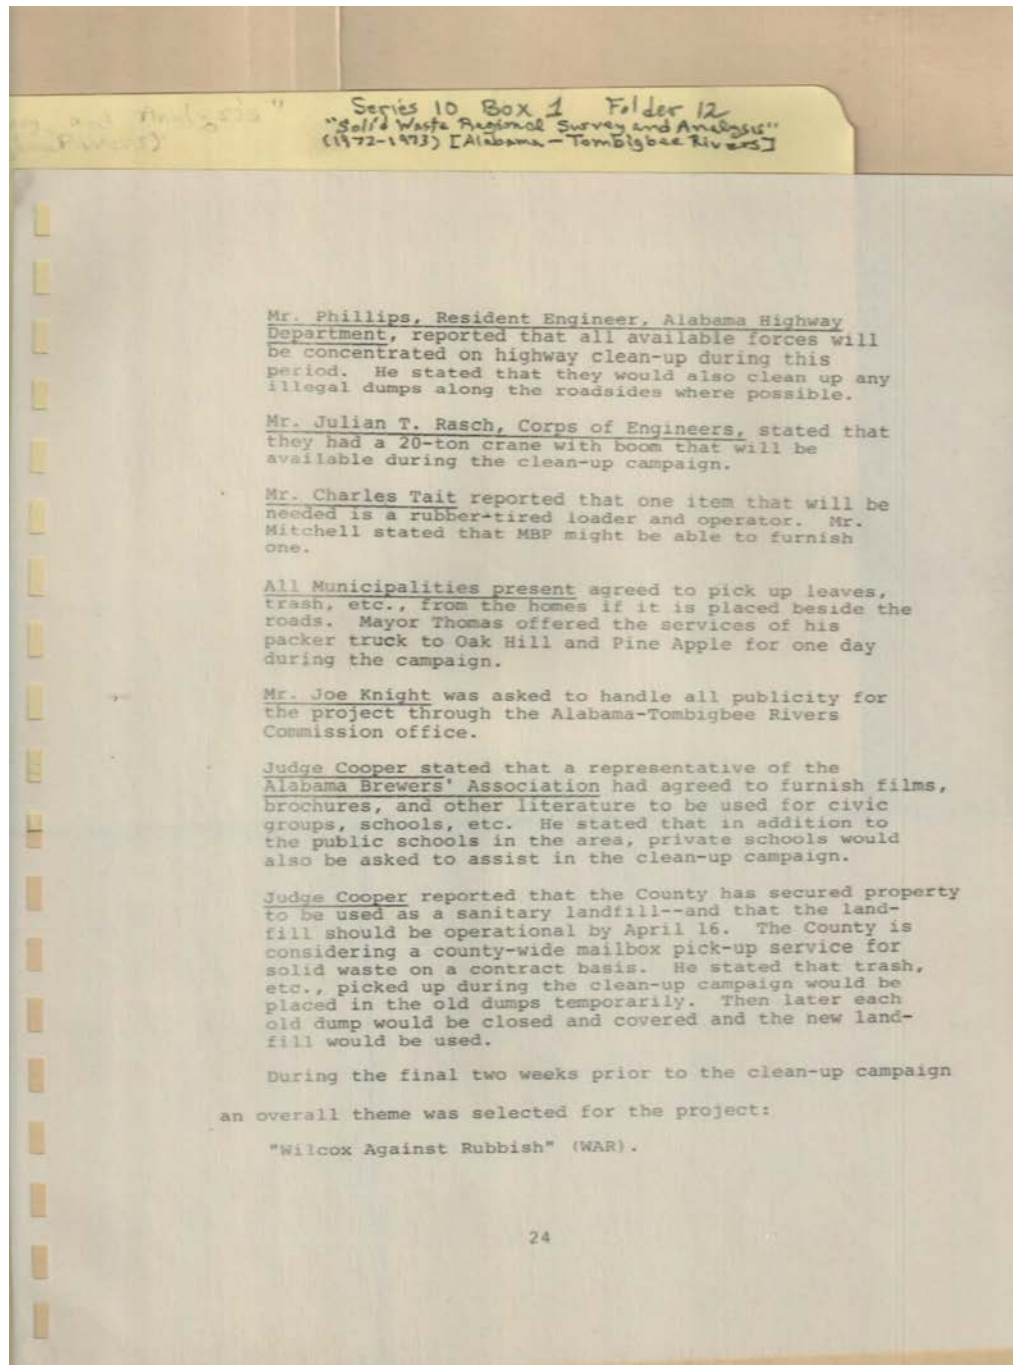 Series 10 Box 1 Folder 12
"Solid Waste Regional Survey and Analysis"
(1972-1973) [Alabama-Tombigbee Rivers]
and Analysis"
Rivers)
Mr. Phillips, Resident Engineer, Alabama Highway
Department, reported that all available forces will
be concentrated on highway clean-up during this
period. He stated that they would also clean up any
illegal dumps along the roadsides where possible.
Mr. Julian T. Rasch, Corps of Engineers, stated that
they had a 20-ton crane with boom that will be
available during the clean-up campaign.
Mr. Charles Tait reported that one item that will be
needed is a rubber-tired loader and operator. Mr.
Mitchell stated that MBP might be able to furnish
one.
All Municipalities present agreed to pick up leaves,
trash, etc., from the homes if it is placed beside the
roads. Mayor Thomas offered the services of his
packer truck to Oak Hill and Pine Apple for one day
during the campaign.
Mr. Joe Knight was asked to handle all publicity for
the project through the Alabama-Tombigbee Rivers
Commission office.
Judge Cooper stated that a representative of the
Alabama Brewers' Association had agreed to furnish films,
brochures, and other literature to be used for civic
groups, schools, etc. He stated that in addition to
the public schools in the area, private schools would
also be asked to assist in the clean-up campaign.
Judge Cooper reported that the County has secured property
to be used as a sanitary landfill--and that the land-
fill should be operational by April 16. The County is
considering a county-wide mailbox pick-up service for
solid waste on a contract basis. He stated that trash,
etc., picked up during the clean-up campaign would be
placed in the old dumps temporarily. Then later each
old dump would be closed and covered and the new land-
fill would be used.
During the final two weeks prior to the clean-up campaign
an overall theme was selected for the project:
"Wilcox Against Rubbish" (WAR).
24